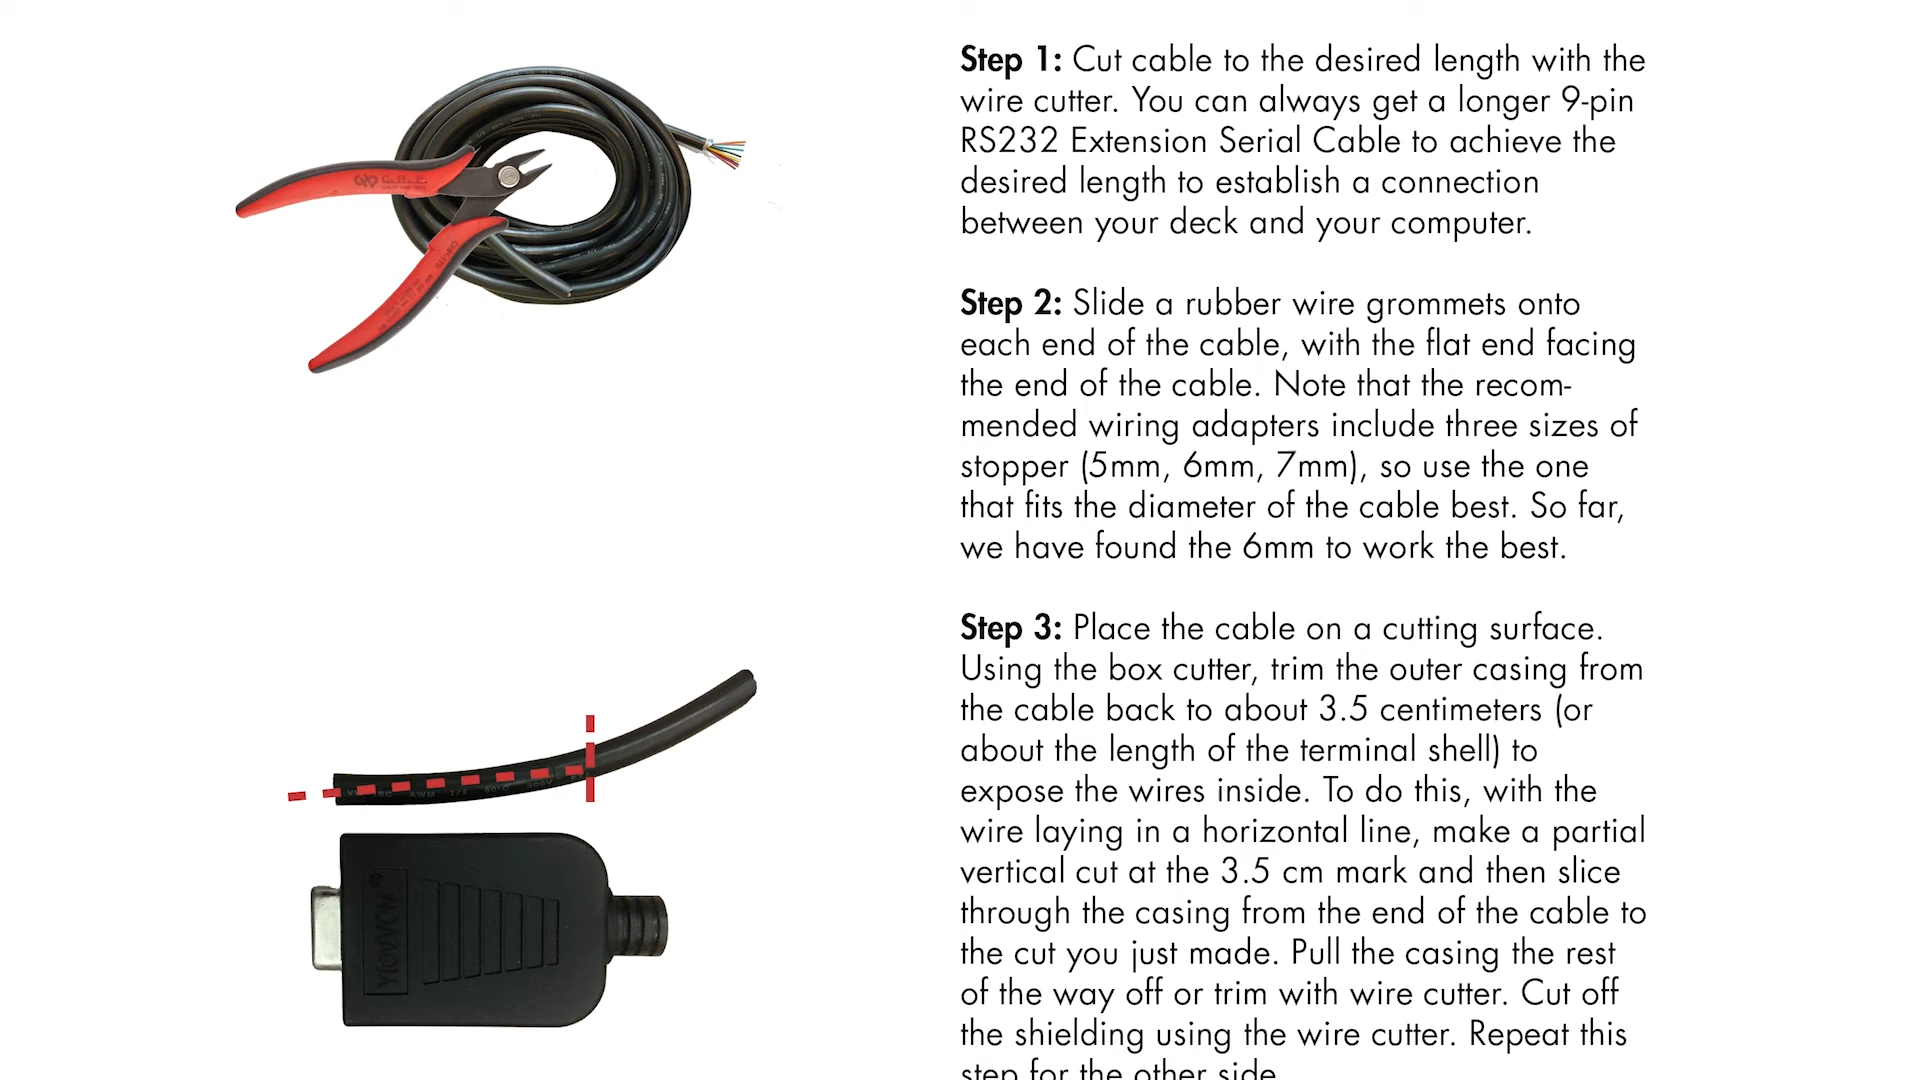 Step 1: Cut cable to the desired length with the
wire cutter. You can always get a longer 9-pin
RS232 Extension Serial Cable to achieve the
desired length to establish a connection
between your deck and your computer.
Step 2: Slide a rubber wire grommets onto
each end of the cable, with the flat end facing
the end of the cable. Note that the recom-
mended wiring adapters include three sizes of
stopper (5mm, 6mm, 7mm), so use the one
that fits the diameter of the cable best. So far,
we have found the 6mm to work the best.
Step 3: Place the cable on a cutting surface.
Using the box cutter, trim the outer casing from
the cable back to about 3.5 centimeters (or
about the length of the terminal shell) to
expose the wires inside. To do this, with the
wire laying in a horizontal line, make a partial
vertical cut at the 3.5 cm mark and then slice
through the casing from the end of the cable to
the cut you just made. Pull the casing the rest
of the way off or trim with wire cutter. Cut off
the shielding using the wire cutter. Repeat this
step for the other side.
AWM